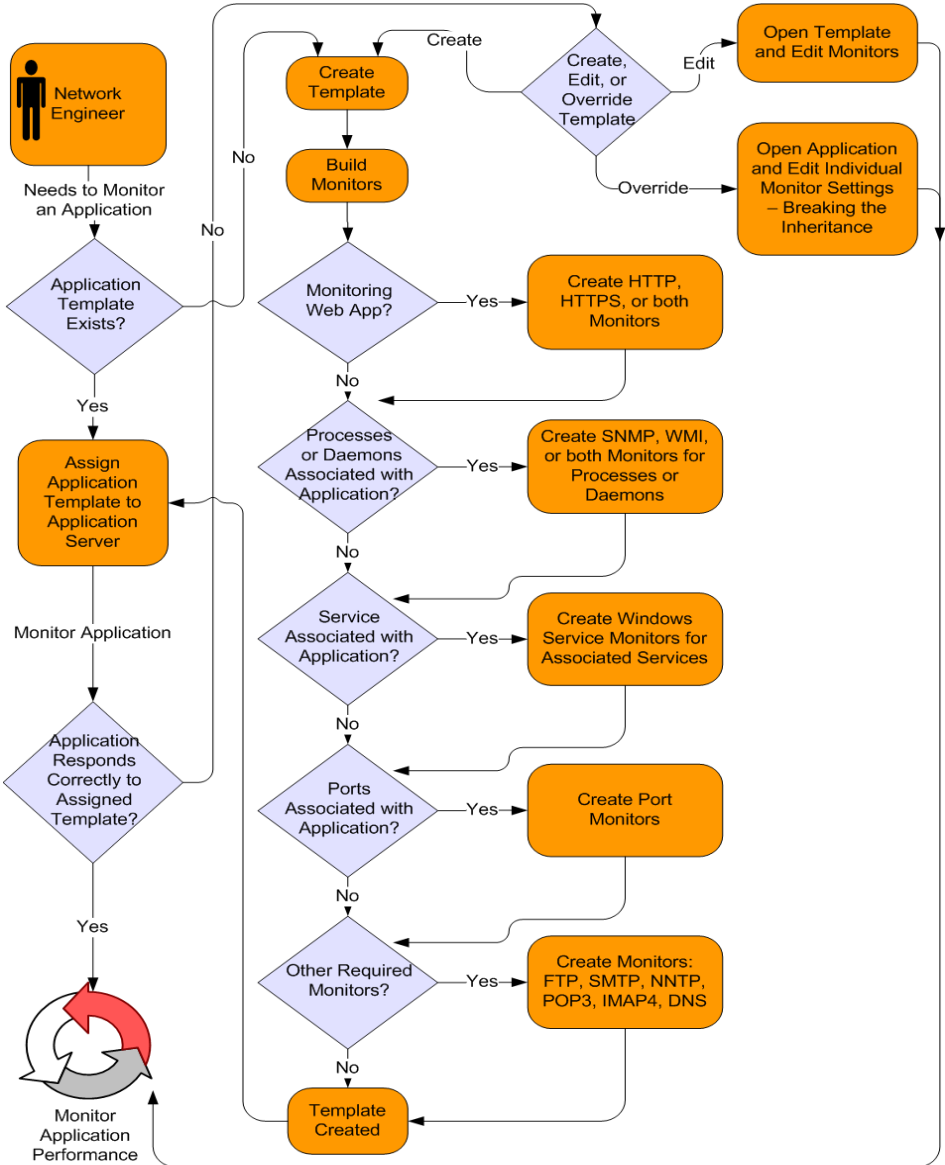 Network
Engineer
Needs to Monitor
an Application
Application
Template
Exists?
No
Yes
Assign
Application
Template to
Application
Server
Monitor Application
Application
Responds
Correctly to
Assigned
Template?
No
Yes
Monitor
Application
Performance
Create,
Edit, or
Override
Template
Create
Edit
Override
Open Template
and Edit Monitors
Open Application
and Edit Individual
Monitor Settings
– Breaking the
Inheritance
Create
Template
Build
Monitors
Monitoring
Web App?
Yes
Create HTTP,
HTTPS, or both
Monitors
No
Processes
or Daemons
Associated with
Application?
Yes
Create SNMP, WMI,
or both Monitors for
Processes or
Daemons
No
Service
Associated with
Application?
Yes
Create Windows
Service Monitors for
Associated Services
No
Ports
Associated with
Application?
Yes
Create Port
Monitors
No
Other Required
Monitors?
Yes
Create Monitors:
FTP, SMTP, NNTP,
POP3, IMAP4, DNS
No
Template
Created